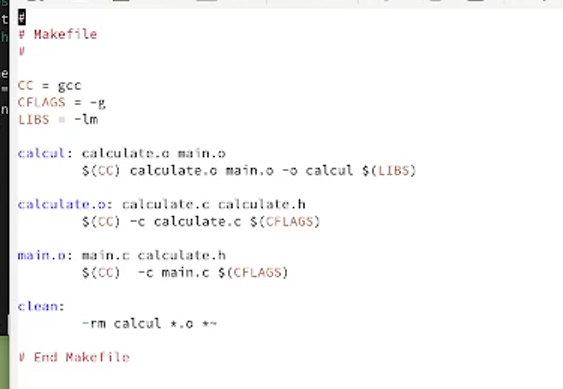 #
# Makefile
#
CC = gcc
CFLAGS = -g
LIBS = -lm
calcul: calculate.o main.o
$(CC) calculate.o main.o -o calcul $(LIBS)
calculate.o: calculate.c calculate.h
$(CC) -c calculate.c $(CFLAGS)
main.o: main.c calculate.h
$(CC)  -c main.c $(CFLAGS)
clean:
-rm calcul *.o *~
# End Makefile